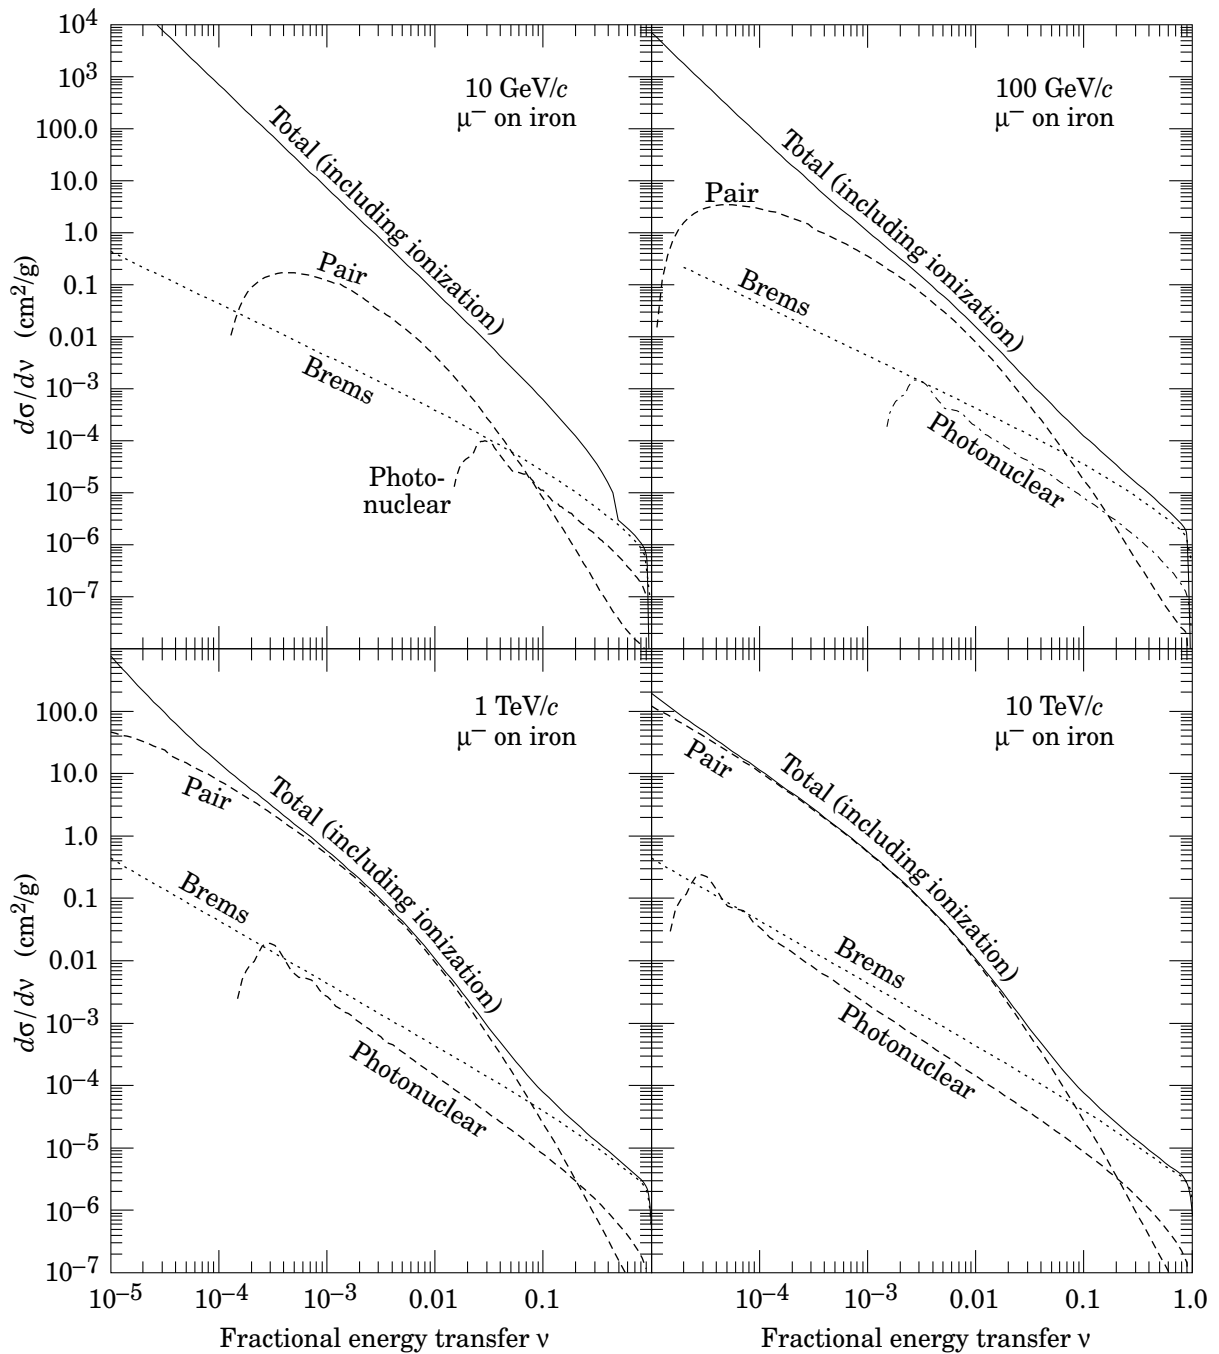 10⁴
10³
100.0
10.0
1.0
0.1
0.01
10−3
10−4
10−5
10−6
10−7
dσ/dν (cm²/g)
10 GeV/c
μ− on iron
Total (including ionization)
Pair
Brems
Photo-
nuclear
100 GeV/c
μ− on iron
Total (including ionization)
Pair
Brems
Photonuclear
100.0
10.0
1.0
0.1
0.01
10−3
10−4
10−5
10−6
10−7
dσ/dν (cm²/g)
1 TeV/c
μ− on iron
Total (including ionization)
Pair
Brems
Photonuclear
10 TeV/c
μ− on iron
Total (including ionization)
Pair
Brems
Photonuclear
10−5 10−4 10−3 0.01 0.1
10−4 10−3 0.01 0.1 1.0
Fractional energy transfer ν
Fractional energy transfer ν